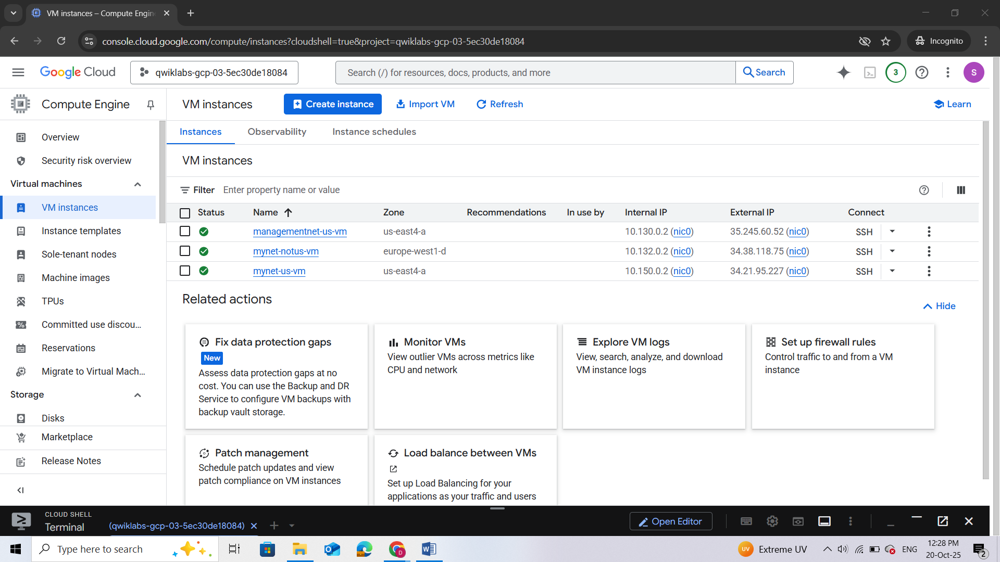 VM instances – Compute Engin
console.cloud.google.com/compute/instances?cloudshell=true&project=qwiklabs-gcp-03-5ec30de18084
Incognito
Google Cloud
qwiklabs-gcp-03-5ec30de18084
Search (/) for resources, docs, products, and more
Search
3
S
Compute Engine
VM instances
Create instance
Import VM
Refresh
Learn
Overview
Security risk overview
Virtual machines
VM instances
Instance templates
Sole-tenant nodes
Machine images
TPUs
Committed use discou...
Reservations
Migrate to Virtual Mach...
Storage
Disks
Marketplace
Release Notes
Instances Observability Instance schedules
VM instances
Filter Enter property name or value
Status Name Zone Recommendations In use by Internal IP External IP Connect
managementnet-us-vm us-east4-a 10.130.0.2 (nic0) 35.245.60.52 (nic0) SSH
mynet-notus-vm europe-west1-d 10.132.0.2 (nic0) 34.38.118.75 (nic0) SSH
mynet-us-vm us-east4-a 10.150.0.2 (nic0) 34.21.95.227 (nic0) SSH
Related actions
Hide
Fix data protection gaps
New
Assess data protection gaps at no
cost. You can use the Backup and DR
Service to configure VM backups with
backup vault storage.
Monitor VMs
View outlier VMs across metrics like
CPU and network
Explore VM logs
View, search, analyze, and download
VM instance logs
Set up firewall rules
Control traffic to and from a VM
instance
Patch management
Schedule patch updates and view
patch compliance on VM instances
Load balance between VMs
Set up Load Balancing for your
applications as your traffic and users
CLOUD SHELL
Terminal
(qwiklabs-gcp-03-5ec30de18084)
Open Editor
Type here to search
UV
Extreme UV
ENG
12:28 PM
20-Oct-25
2